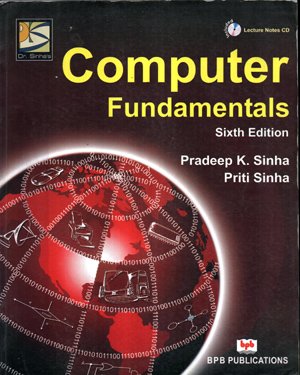 Dr. Sinha's
Lecture Notes CD
Computer
Fundamentals
Sixth Edition
Pradeep K. Sinha
Priti Sinha
bpb
BPB PUBLICATIONS